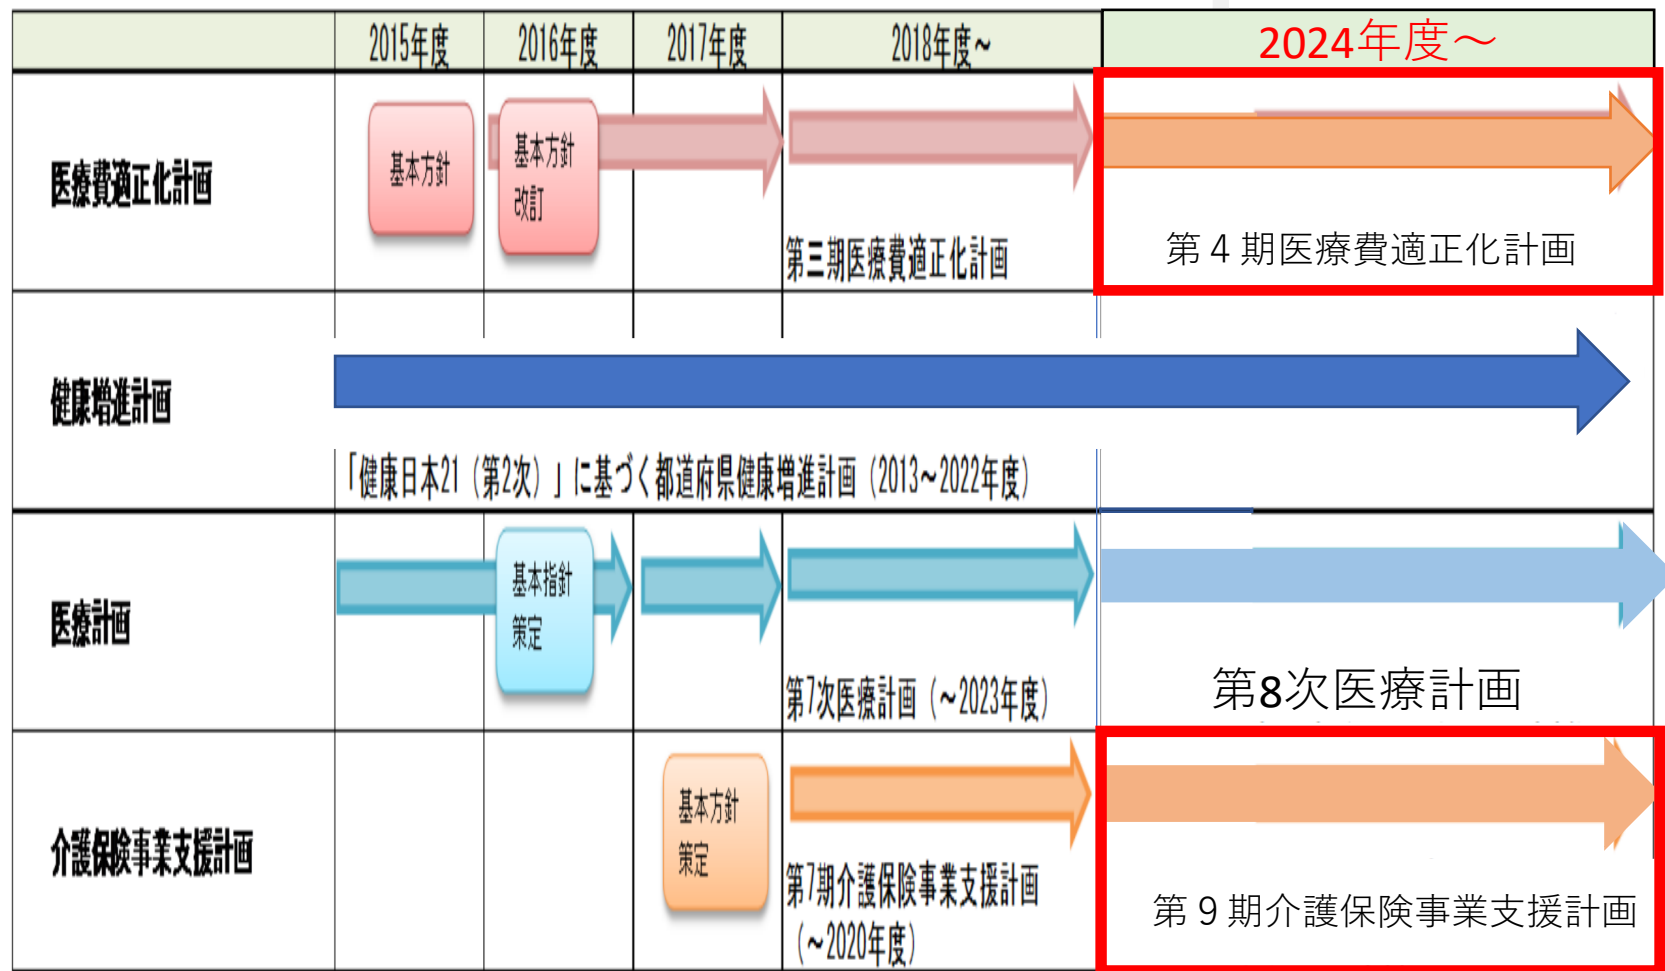 2015年度
2016年度
2017年度
2018年度～
2024年度～
医療費適正化計画
基本方針
基本方針
改訂
第三期医療費適正化計画
第４期医療費適正化計画
健康増進計画
「健康日本21（第2次）」に基づく都道府県健康増進計画（2013～2022年度）
医療計画
基本指針
策定
第7次医療計画（～2023年度）
第8次医療計画
介護保険事業支援計画
基本方針
策定
第7期介護保険事業支援計画
（～2020年度）
第９期介護保険事業支援計画